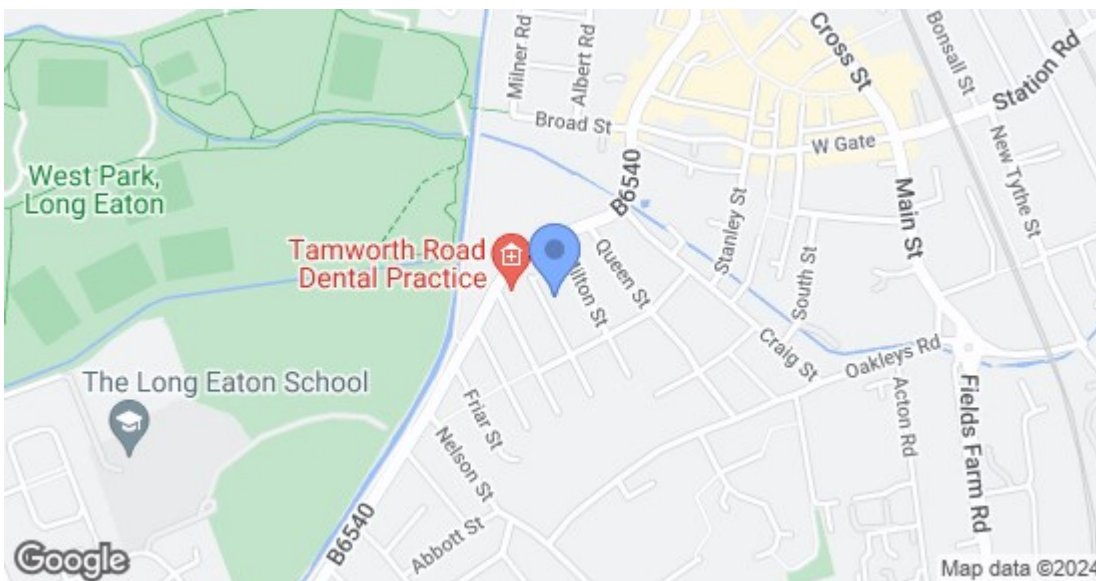 Milner Rd
Albert Rd
Cross St
Bonsall St
Station Rd
Broad St
W Gate
New Tythe St
West Park,
Long Eaton
B6540
Main St
Stanley St
Tamworth Road
Dental Practice
Queen St
South St
The Long Eaton School
Craig St
Oakleys Rd
Friar St
Acton Rd
Fields Farm Rd
Nelson St
Abbott St
B6540
Google
Map data ©2024